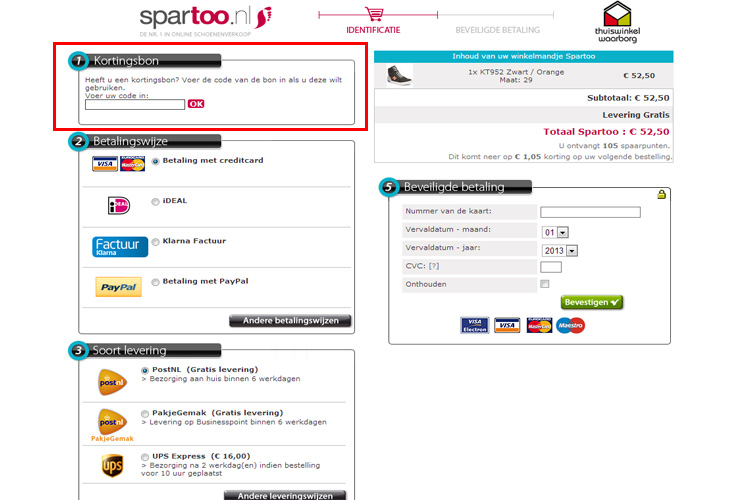 spartoo.nl
DE NR. 1 IN ONLINE SCHOENENVERKOOP
IDENTIFICATIE
BEVEILIGDE BETALING
thuiswinkel
waarborg
1 Kortingsbon
Heeft u een kortingsbon? Voer de code van de bon in als u deze wilt
gebruiken.
Voer uw code in:
OK
2 Betalingswijze
VISA
MasterCard
Betaling met creditcard
iDEAL
iDEAL
Factuur
Klarna
Klarna Factuur
PayPal
Betaling met PayPal
Andere betalingswijzen
3 Soort levering
postnl
PostNL (Gratis levering)
> Bezorging aan huis binnen 6 werkdagen
postnl
PakjeGemak
PakjeGemak (Gratis levering)
> Levering op Businesspoint binnen 6 werkdagen
ups
UPS Express (€ 16,00)
> Bezorging na 2 werkdag(en) indien bestelling
voor 10 uur geplaatst
Andere leveringswijzen
Inhoud van uw winkelmandje Spartoo
1x KT952 Zwart / Orange
Maat: 29
€ 52,50
Subtotaal: € 52,50
Levering Gratis
Totaal Spartoo : € 52,50
U ontvangt 105 spaarpunten.
Dit komt neer op € 1,05 korting op uw volgende bestelling.
5 Beveiligde betaling
Nummer van de kaart:
Vervaldatum - maand:
01
Vervaldatum - jaar:
2013
CVC: [?]
Onthouden
Bevestigen
VISA
Electron
VISA
MasterCard
Maestro